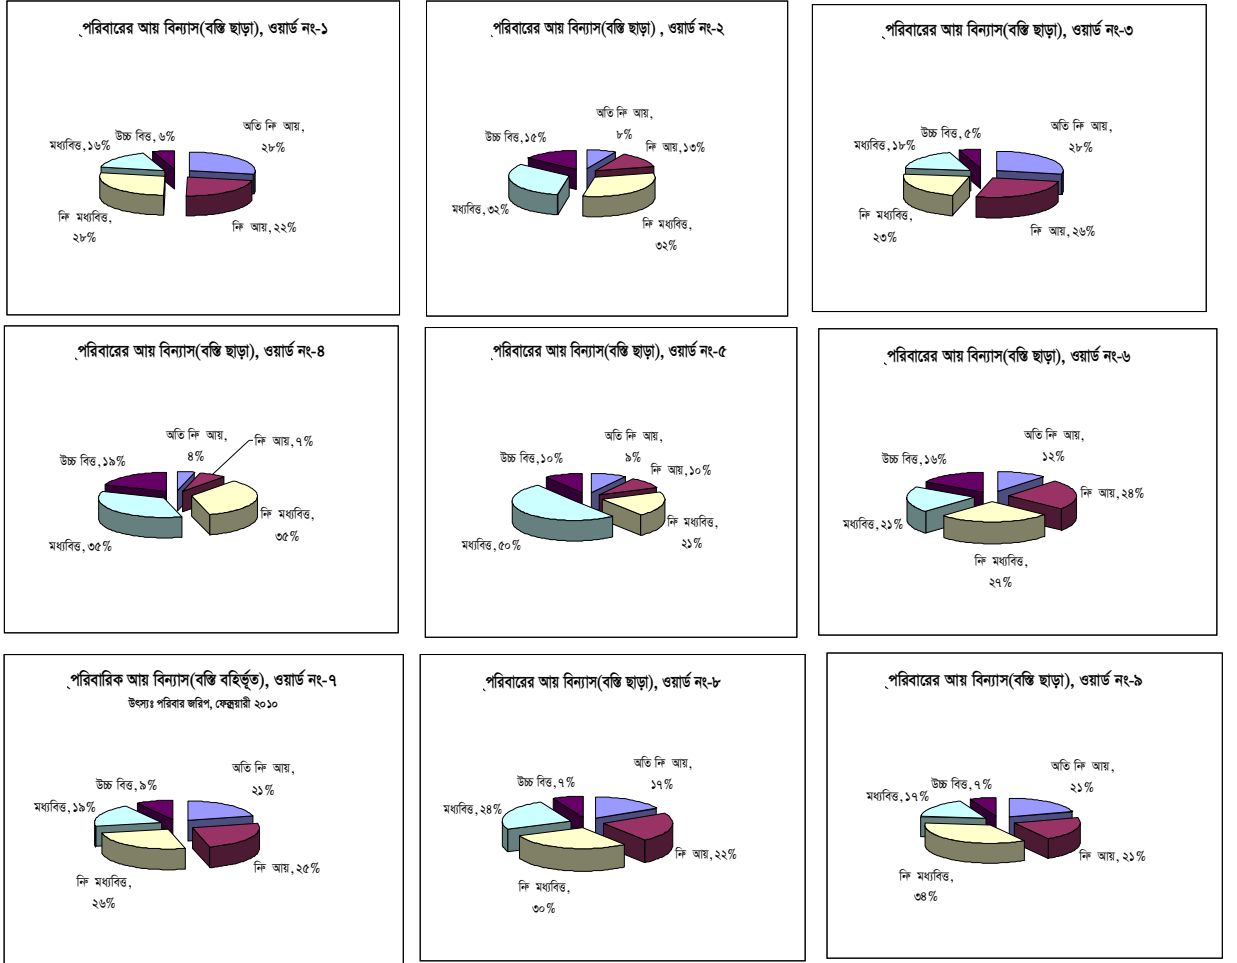 পরিবারের আয় বিন্যাস(বস্তি ছাড়া), ওয়ার্ড নং-১
উচ্চ বিত্ত, ৬%
অতি নি আয়,
২৮%
মধ্যবিত্ত, ১৬%
নি মধ্যবিত্ত,
২৮%
নি আয়, ২২%
পরিবারের আয় বিন্যাস(বস্তি ছাড়া) , ওয়ার্ড নং-২
অতি নি আয়,
৮%
উচ্চ বিত্ত, ১৫%
নি আয়, ১৩%
মধ্যবিত্ত, ৩২%
নি মধ্যবিত্ত,
৩২%
পরিবারের আয় বিন্যাস(বস্তি ছাড়া), ওয়ার্ড নং-৩
উচ্চ বিত্ত, ৫%
অতি নি আয়,
২৮%
মধ্যবিত্ত, ১৮%
নি মধ্যবিত্ত,
২৩%
নি আয়, ২৬%
পরিবারের আয় বিন্যাস(বস্তি ছাড়া), ওয়ার্ড নং-৪
অতি নি আয়,
৪%
নি আয়, ৭%
উচ্চ বিত্ত, ১৯%
নি মধ্যবিত্ত,
৩৫%
মধ্যবিত্ত, ৩৫%
পরিবারের আয় বিন্যাস(বস্তি ছাড়া), ওয়ার্ড নং-৫
অতি নি আয়,
৯%
উচ্চ বিত্ত, ১০%
নি আয়, ১০%
নি মধ্যবিত্ত,
২১%
মধ্যবিত্ত, ৫০%
পরিবারের আয় বিন্যাস(বস্তি ছাড়া), ওয়ার্ড নং-৬
অতি নি আয়,
১২%
উচ্চ বিত্ত, ১৬%
নি আয়, ২৪%
মধ্যবিত্ত, ২১%
নি মধ্যবিত্ত,
২৭%
পরিবারিক আয় বিন্যাস(বস্তি বহির্ভূত), ওয়ার্ড নং-৭
উৎস্যঃ পরিবার জরিপ, ফেব্রুয়ারী ২০১০
অতি নি আয়,
২১%
উচ্চ বিত্ত, ৯%
মধ্যবিত্ত, ১৯%
নি আয়, ২৫%
নি মধ্যবিত্ত,
২৬%
পরিবারের আয় বিন্যাস(বস্তি ছাড়া), ওয়ার্ড নং-৮
অতি নি আয়,
১৭%
উচ্চ বিত্ত, ৭%
মধ্যবিত্ত, ২৪%
নি আয়, ২২%
নি মধ্যবিত্ত,
৩০%
পরিবারের আয় বিন্যাস(বস্তি ছাড়া), ওয়ার্ড নং-৯
অতি নি আয়,
২১%
উচ্চ বিত্ত, ৭%
মধ্যবিত্ত, ১৭%
নি আয়, ২১%
নি মধ্যবিত্ত,
৩৪%